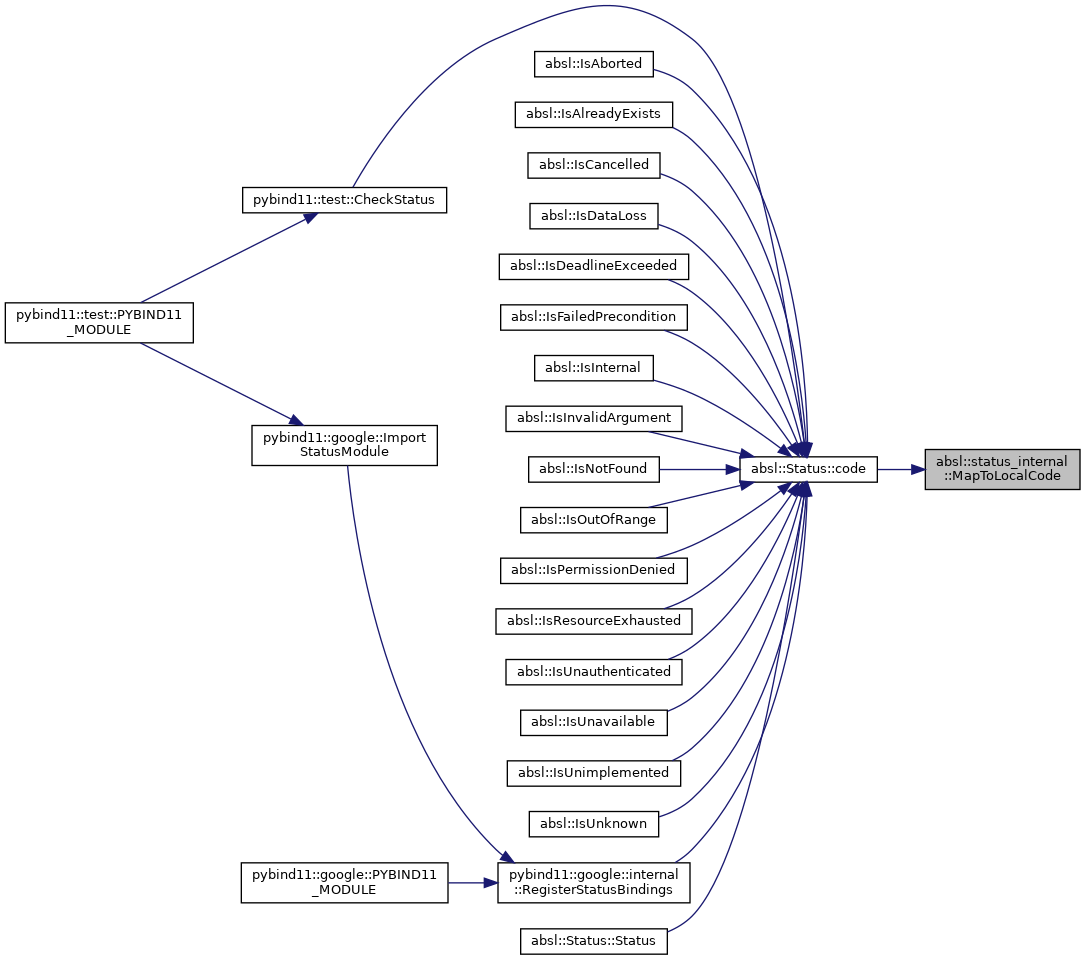 absl::IsAborted
absl::IsAlreadyExists
absl::IsCancelled
pybind11::test::CheckStatus
absl::IsDataLoss
absl::IsDeadlineExceeded
pybind11::test::PYBIND11
_MODULE
absl::IsFailedPrecondition
absl::IsInternal
absl::IsInvalidArgument
pybind11::google::Import
StatusModule
absl::IsNotFound
absl::Status::code
absl::status_internal
::MapToLocalCode
absl::IsOutOfRange
absl::IsPermissionDenied
absl::IsResourceExhausted
absl::IsUnauthenticated
absl::IsUnavailable
absl::IsUnimplemented
absl::IsUnknown
pybind11::google::PYBIND11
_MODULE
pybind11::google::internal
::RegisterStatusBindings
absl::Status::Status